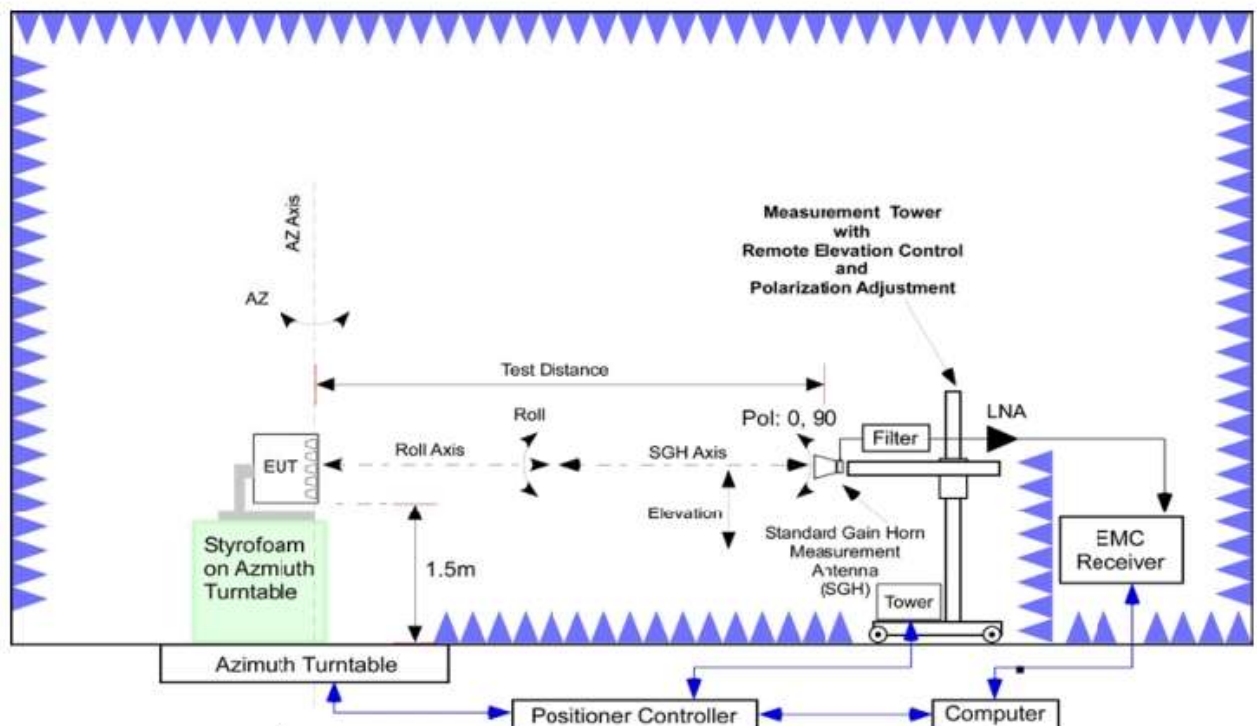 AZ Axis
AZ
Measurement Tower
with
Remote Elevation Control
and
Polarization Adjustment
Test Distance
Roll
Pol: 0, 90
LNA
Filter
EUT
Roll Axis
SGH Axis
Elevation
Standard Gain Horn
Measurement
Antenna
(SGH)
EMC
Receiver
Styrofoam
on Azmiuth
Turntable
1.5m
Tower
Azimuth Turntable
Positioner Controller
Computer